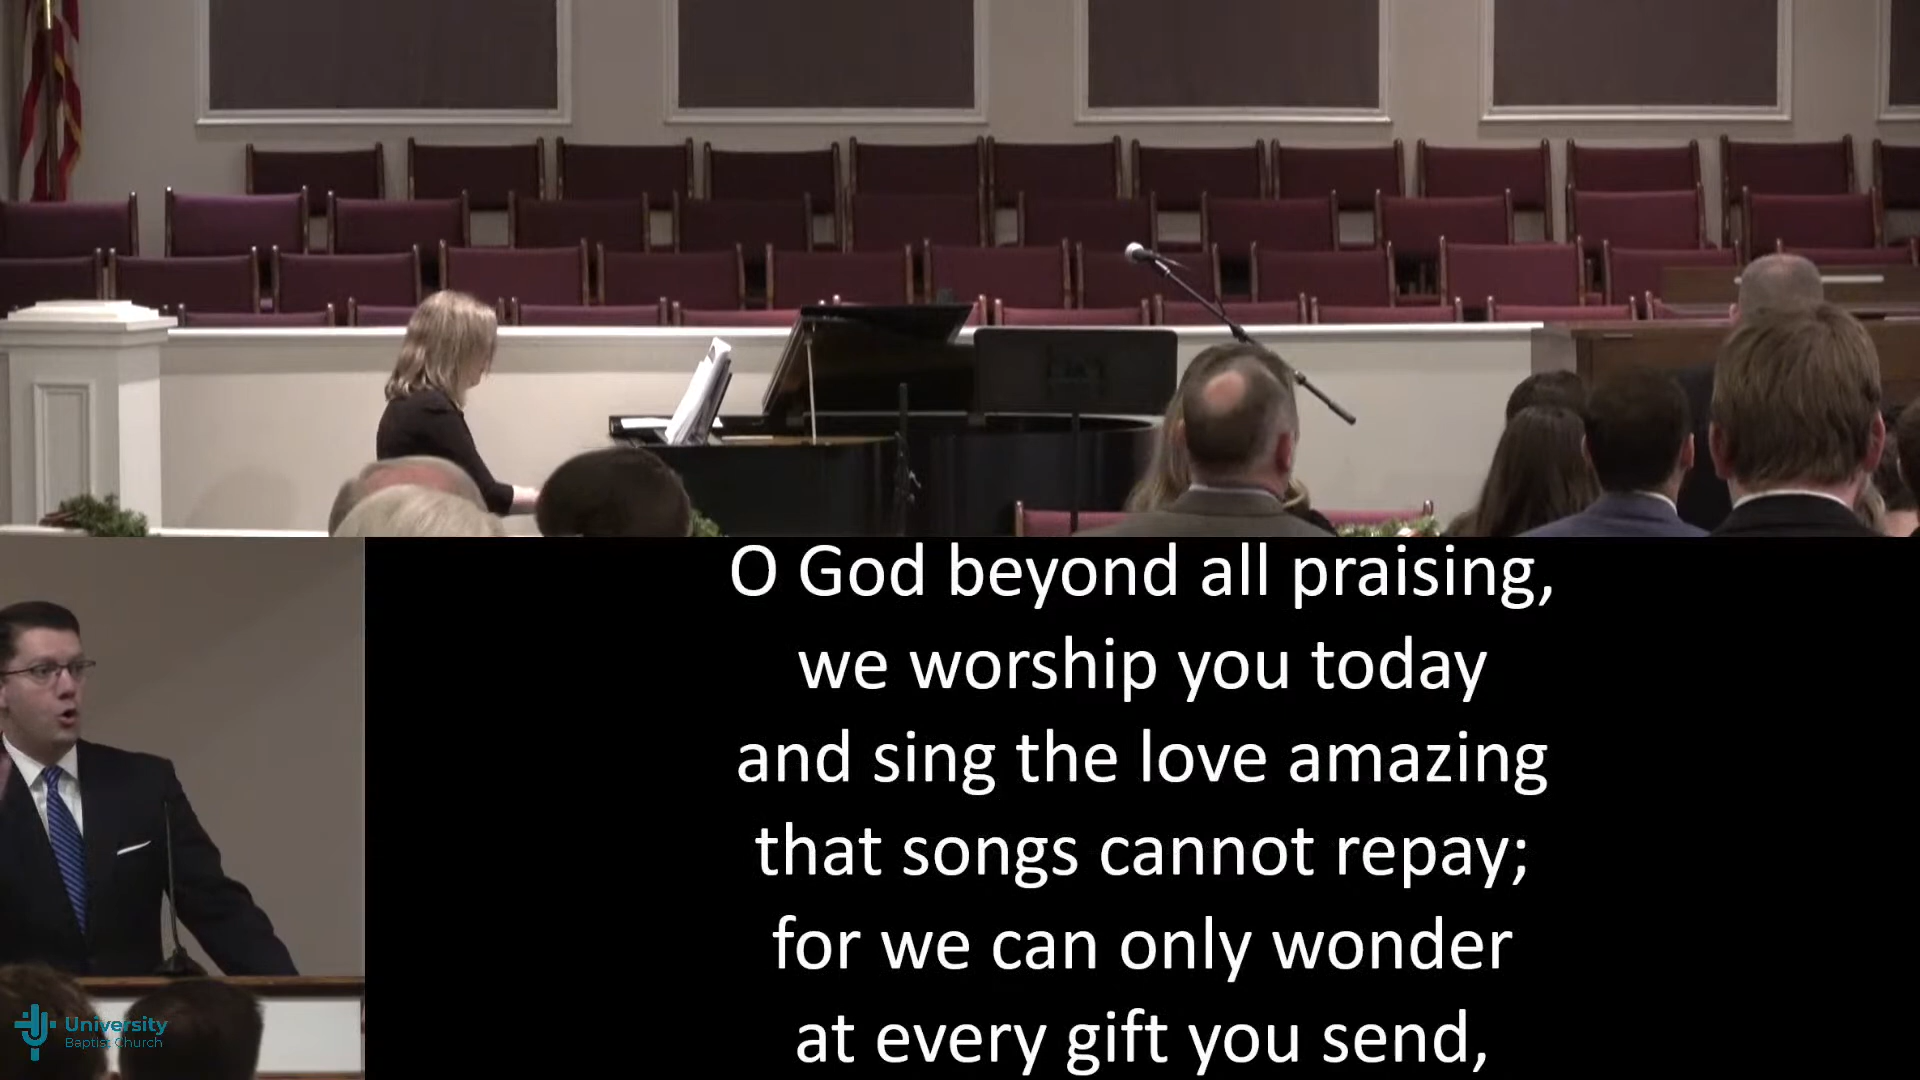 O God beyond all praising,
we worship you today
and sing the love amazing
that songs cannot repay;
for we can only wonder
at every gift you send,
University
Baptist Church